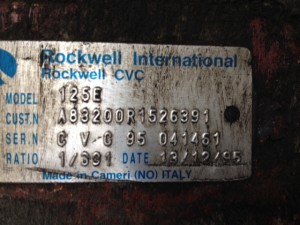 Rockwell International
Rockwell CVC
MODEL 125E
CUST.N A83200R1526391
SER.N C V-C 95 041461
RATIO 1/691 DATE 13/12/95
Made in Cameri (NO) ITALY